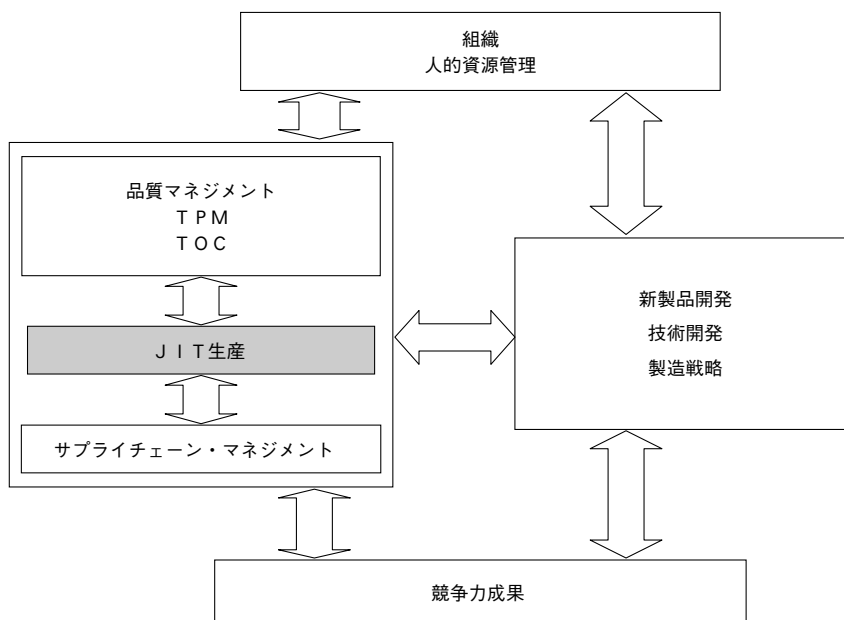 組織
人的資源管理
品質マネジメント
ＴＰＭ
ＴＯＣ
ＪＩＴ生産
サプライチェーン・マネジメント
新製品開発
技術開発
製造戦略
競争力成果